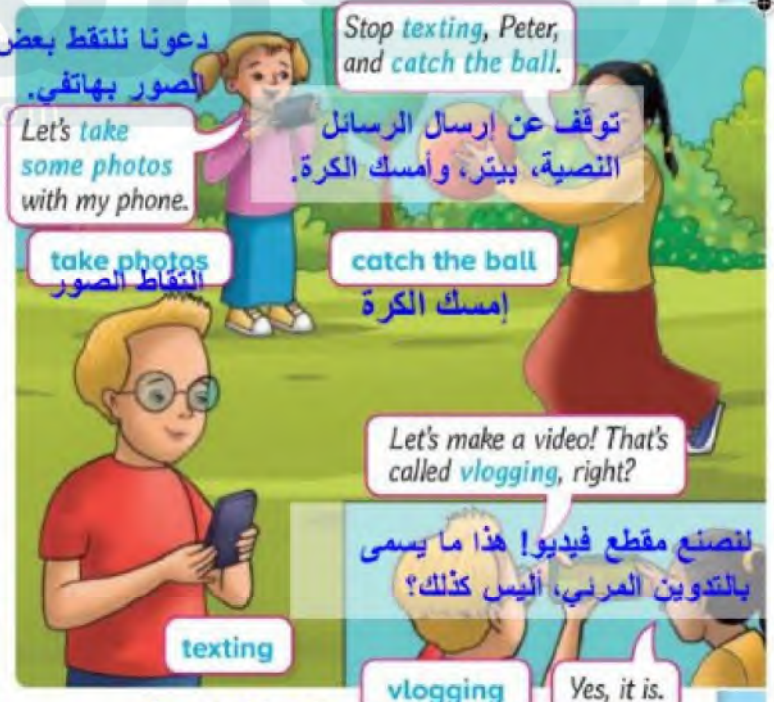 دعونا نلتقط بعض
الصور بهاتفي.
Let's take
some photos
with my phone.
Stop texting, Peter,
and catch the ball.
توقف عن إرسال الرسائل
النصية، بيتر، وأمسك الكرة.
take photos
التقاط الصور
catch the ball
إمسك الكرة
Let's make a video! That's
called vlogging, right?
لنصنع مقطع فيديو! هذا ما يسمى
بالتدوين المرئي، أليس كذلك؟
texting
vlogging
Yes, it is.